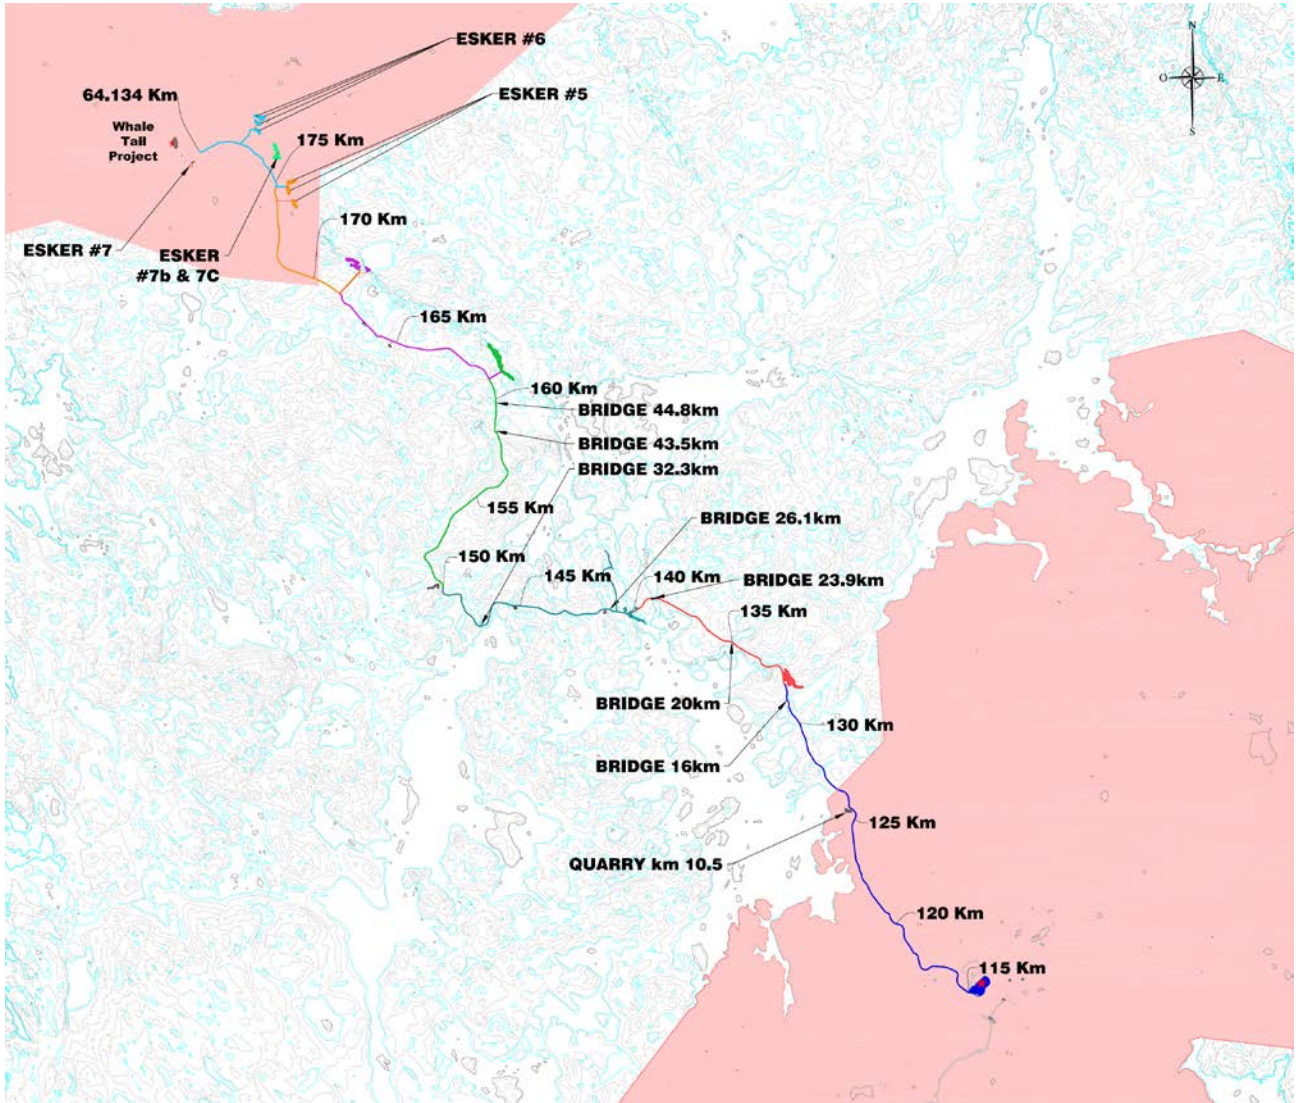 ESKER #6
N
O
E
S
64.134 Km
ESKER #5
Whale
Tail
Project
175 Km
170 Km
ESKER #7
ESKER
#7b & 7C
165 Km
160 Km
BRIDGE 44.8km
BRIDGE 43.5km
BRIDGE 32.3km
155 Km
BRIDGE 26.1km
150 Km
145 Km
140 Km
BRIDGE 23.9km
135 Km
BRIDGE 20km
130 Km
BRIDGE 16km
125 Km
QUARRY km 10.5
120 Km
115 Km